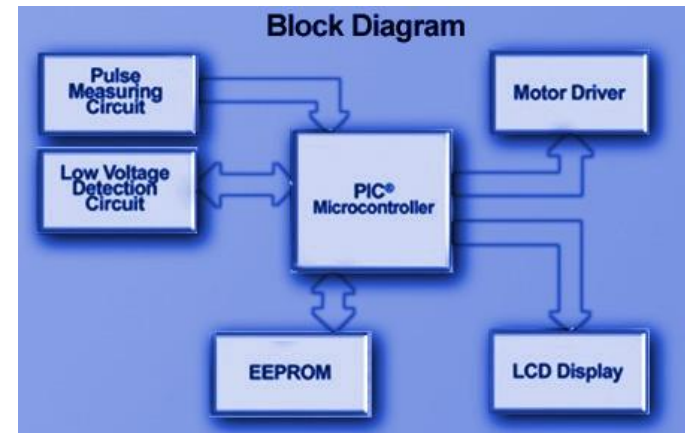 Block Diagram
Pulse
Measuring
Circuit
Motor Driver
Low Voltage
Detection
Circuit
PIC®
Microcontroller
EEPROM
LCD Display